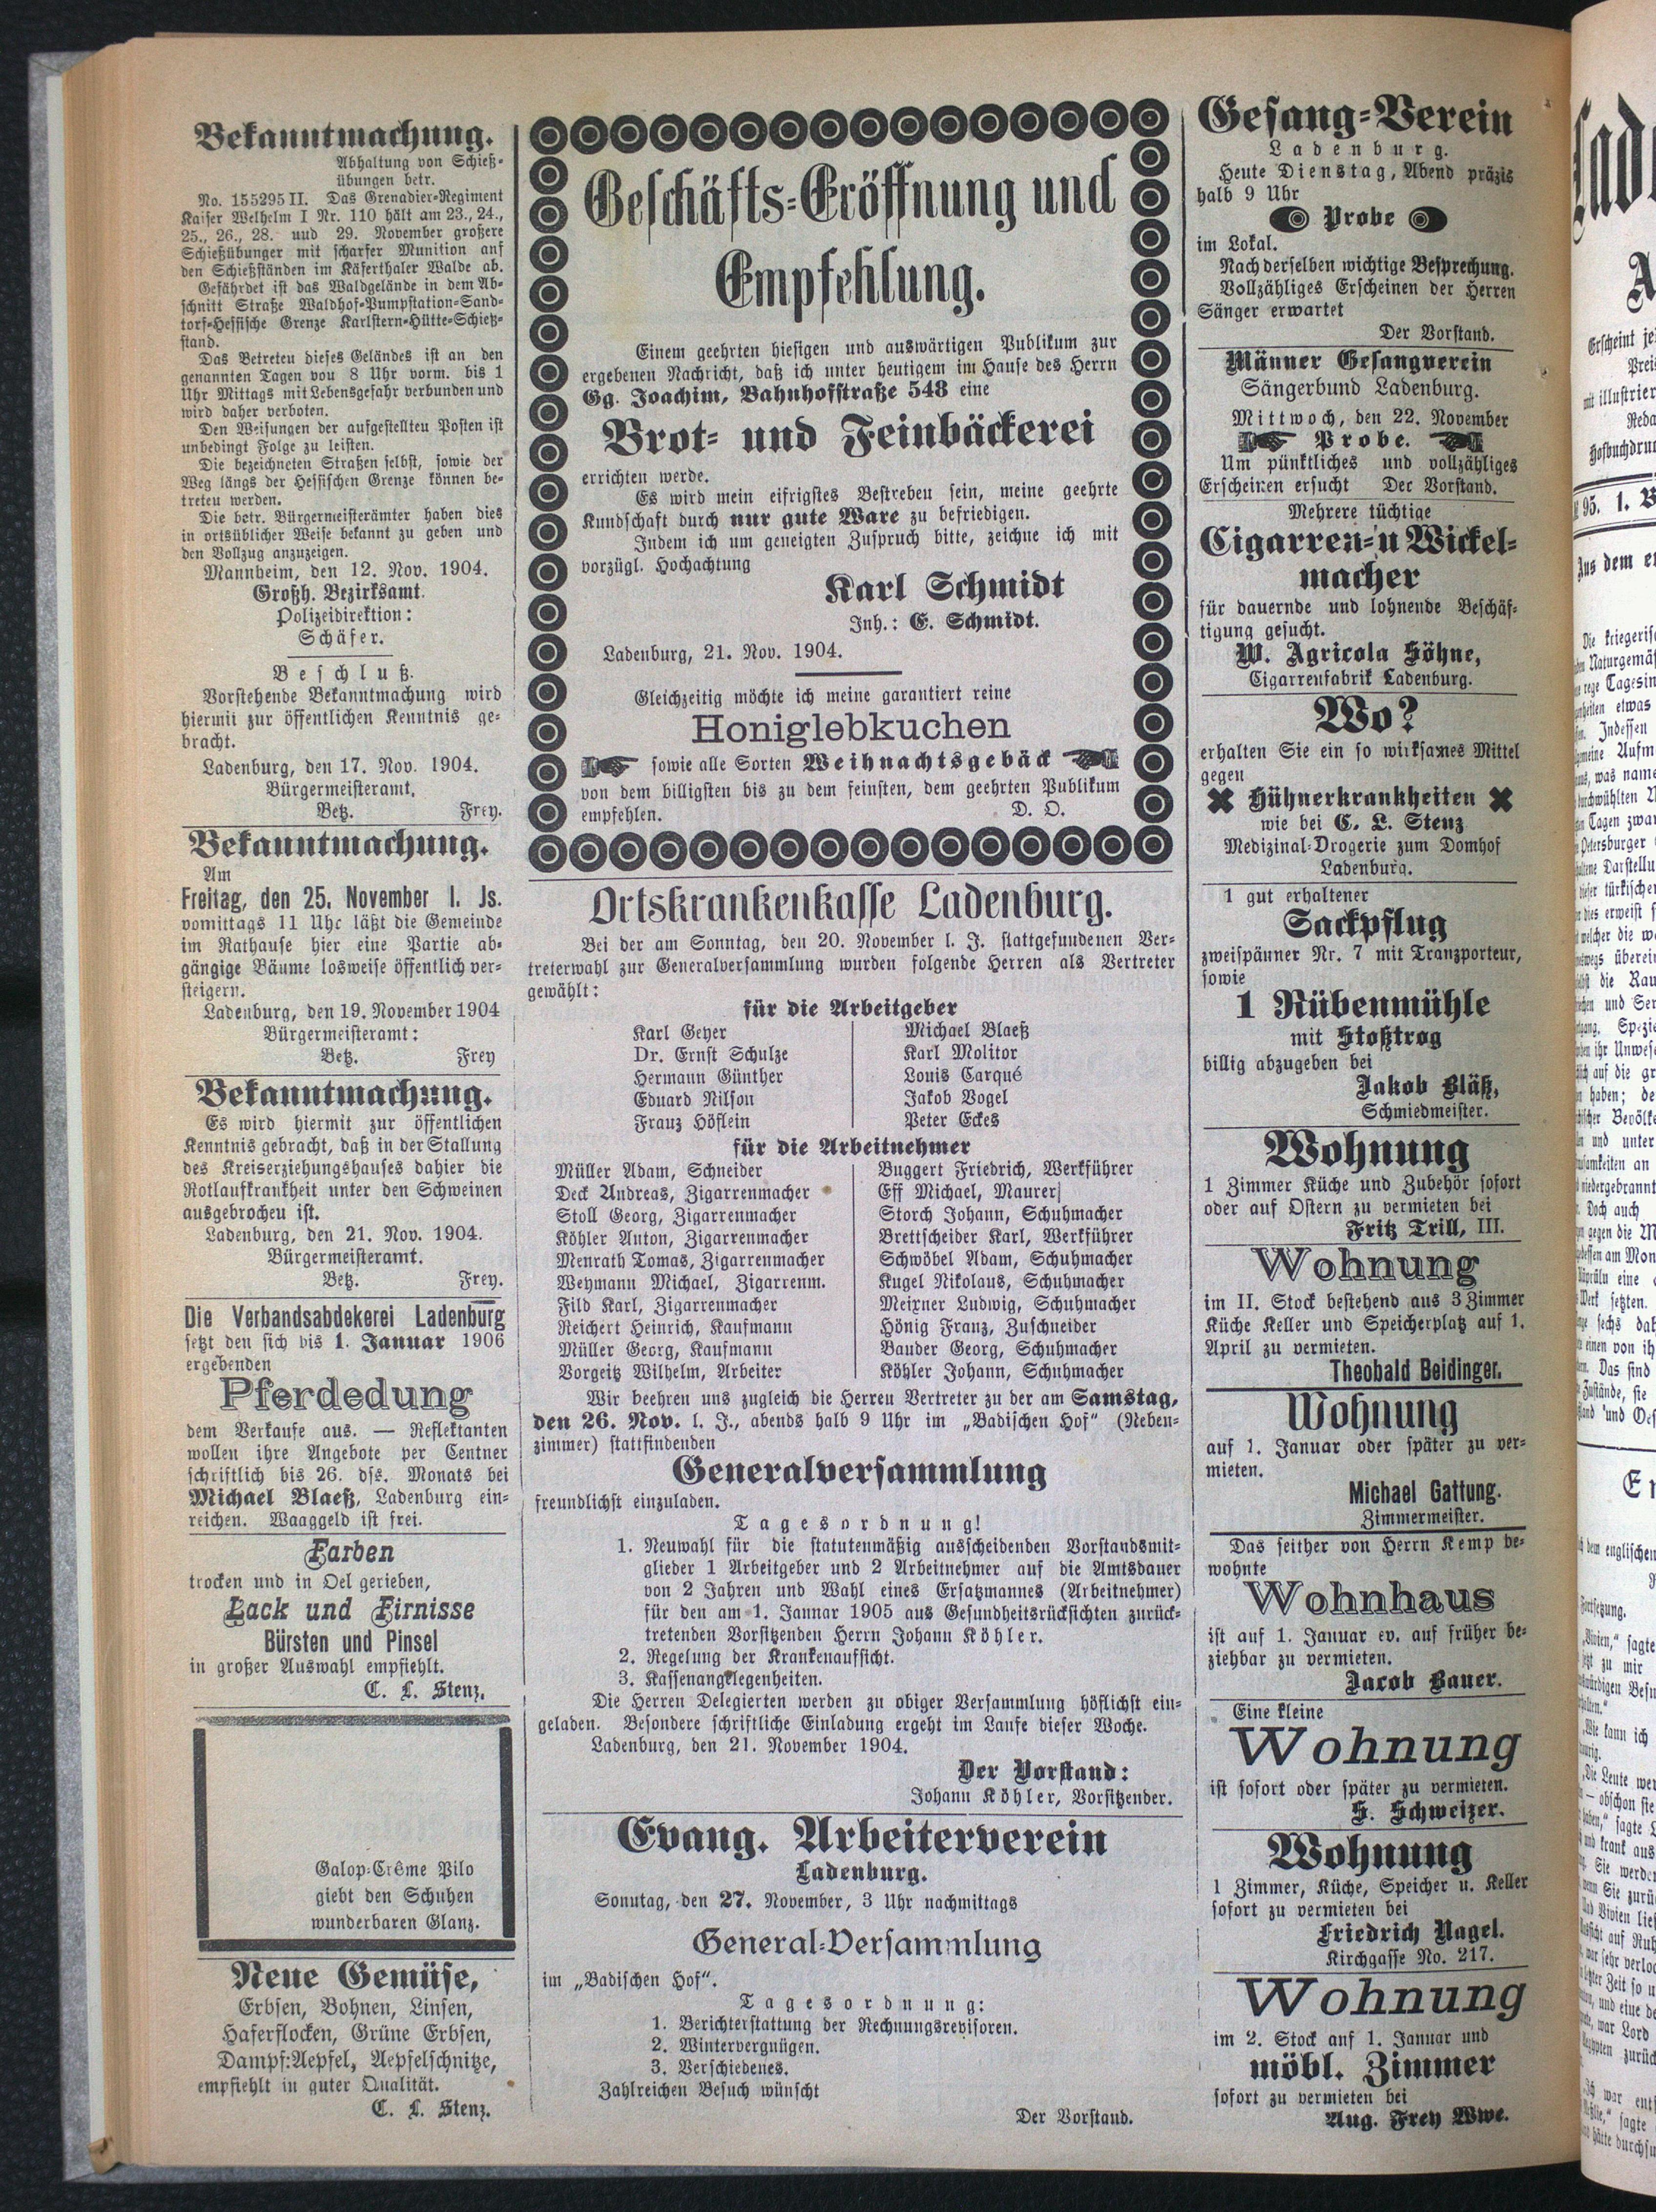 Bekanntmachung.
Abhaltung von Schieß-
übungen betr.
No. 155295 II. Das Grenadier-Regiment
Kaiser Welhelm I Nr. 110 hält am 23., 24.,
25., 26., 28. und 29. November großere
Schießübunger mit scharfer Munition auf
den Schießständen im Käferthaler Walde ab.
Gefährdet ist das Waldgelände in dem Ab-
schnitt Straße Waldhof-Pumpstation-Sand-
torf-Hessische Grenze Karlstern-Hütte-Schieß-
stand.
Das Betreten dieses Geländes ist an den
genannten Tagen von 8 Uhr vorm. bis 1
Uhr Mittags mit Lebensgefahr verbunden und
wird daher verboten.
Den Weisungen der aufgestellten Posten ist
unbedingt Folge zu leisten.
Die bezeichneten Straßen selbst, sowie der
Weg längs der Hessischen Grenze können be-
treten werden.
Die betr. Bürgermeisterämter haben dies
in ortsüblicher Weise bekannt zu geben und
den Vollzug anzuzeigen.
Mannheim, den 12. Nov. 1904.
Großh. Bezirksamt.
Polizeidirektion:
Schäfer.
Beschluß.
Vorstehende Bekanntmachung wird
hiermit zur öffentlichen Kenntnis ge-
bracht.
Ladenburg, den 17. Nov. 1904.
Bürgermeisteramt,
Betz. Frey.
Bekanntmachung.
Am
Freitag, den 25. November l. Js.
vomittags 11 Uhr läßt die Gemeinde
im Rathause hier eine Partie ab-
gängige Bäume losweise öffentlich ver-
steigern.
Ladenburg, den 19. November 1904
Bürgermeisteramt:
Betz. Frey
Bekanntmachung.
Es wird hiermit zur öffentlichen
Kenntnis gebracht, daß in der Stallung
des Kreiserziehungshauses dahier die
Rotlaufkrankheit unter den Schweinen
ausgebrochen ist.
Ladenburg, den 21. Nov. 1904.
Bürgermeisteramt.
Betz. Frey.
Die Verbandsabdekerei Ladenburg
setzt den sich bis 1. Januar 1906
ergebenden
Pferdedung
dem Verkaufe aus. — Reflektanten
wollen ihre Angebote per Centner
schriftlich bis 26. dss. Monats bei
Michael Blaeß, Ladenburg ein-
reichen. Waaggeld ist frei.
Farben
trocken und in Oel gerieben,
Lack und Firnisse
Bürsten und Pinsel
in großer Auswahl empfiehlt.
C. L. Stenz.
Galop-Crême Pilo
giebt den Schuhen
wunderbaren Glanz.
Neue Gemüse,
Erbsen, Bohnen, Linsen,
Haferflocken, Grüne Erbsen,
Dampf-Aepfel, Aepfelschnitze,
empfiehlt in guter Qualität.
C. L. Stenz.
Geschäfts-Eröffnung und
Empfehlung.
Einem geehrten hiesigen und auswärtigen Publikum zur
ergebenen Nachricht, daß ich unter heutigem im Hause des Herrn
Gg. Joachim, Bahnhofstraße 548 eine
Brot- und Feinbäckerei
errichten werde.
Es wird mein eifrigstes Bestreben sein, meine geehrte
Kundschaft durch nur gute Ware zu befriedigen.
Indem ich um geneigten Zuspruch bitte, zeichne ich mit
vorzügl. Hochachtung
Karl Schmidt
Inh.: E. Schmidt.
Ladenburg, 21. Nov. 1904.
Gleichzeitig möchte ich meine garantiert reine
Honiglebkuchen
sowie alle Sorten Weihnachtsgebäck
von dem billigsten bis zu dem feinsten, dem geehrten Publikum
empfehlen. D. O.
Ortskrankenkasse Ladenburg.
Bei der am Sonntag, den 20. November l. J. stattgefundenen Ver-
treterwahl zur Generalversammlung wurden folgende Herren als Vertreter
gewählt:
für die Arbeitgeber
Karl Geyer
Dr. Ernst Schulze
Hermann Günther
Eduard Nilson
Franz Höflein
Michael Blaeß
Karl Molitor
Louis Carqué
Jakob Vogel
Peter Eckes
für die Arbeitnehmer
Müller Adam, Schneider
Deck Andreas, Zigarrenmacher
Stoll Georg, Zigarrenmacher
Köhler Anton, Zigarrenmacher
Menrath Tomas, Zigarrenmacher
Weymann Michael, Zigarrenm.
Fild Karl, Zigarrenmacher
Reichert Heinrich, Kaufmann
Müller Georg, Kaufmann
Vorgeitz Wilhelm, Arbeiter
Buggert Friedrich, Werkführer
Eff Michael, Maurer
Storch Johann, Schuhmacher
Brettscheider Karl, Werkführer
Schwöbel Adam, Schuhmacher
Kugel Nikolaus, Schuhmacher
Meixner Ludwig, Schuhmacher
Hönig Franz, Zuschneider
Bauder Georg, Schuhmacher
Köhler Johann, Schuhmacher
Wir beehren uns zugleich die Herren Vertreter zu der am Samstag,
den 26. Nov. l. J., abends halb 9 Uhr im „Badischen Hof“ (Neben-
zimmer) stattfindenden
Generalversammlung
freundlichst einzuladen.
Tagesordnung!
1. Neuwahl für die statutenmäßig ausscheidenden Vorstandsmit-
glieder 1 Arbeitgeber und 2 Arbeitnehmer auf die Amtsdauer
von 2 Jahren und Wahl eines Ersatzmannes (Arbeitnehmer)
für den am 1. Januar 1905 aus Gesundheitsrücksichten zurück-
tretenden Vorsitzenden Herrn Johann Köhler.
2. Regelung der Krankenaufsicht.
3. Kassenangelegenheiten.
Die Herren Delegierten werden zu obiger Versammlung höflichst ein-
geladen. Besondere schriftliche Einladung ergeht im Laufe dieser Woche.
Ladenburg, den 21. November 1904.
Der Vorstand:
Johann Köhler, Vorsitzender.
Evang. Arbeiterverein
Ladenburg.
Sonntag, den 27. November, 3 Uhr nachmittags
General-Versammlung
im „Badischen Hof“.
Tagesordnung:
1. Berichterstattung der Rechnungsrevisoren.
2. Wintervergnügen.
3. Verschiedenes.
Zahlreichen Besuch wünscht
Der Vorstand.
Gesang-Verein
Ladenburg.
Heute Dienstag, Abend präzis
halb 9 Uhr
Probe
im Lokal.
Nach derselben wichtige Besprechung.
Vollzähliges Erscheinen der Herren
Sänger erwartet
Der Vorstand.
Männer Gesangverein
Sängerbund Ladenburg.
Mittwoch, den 22. November
Probe.
Um pünktliches und vollzähliges
Erscheinen ersucht Der Vorstand.
Mehrere tüchtige
Cigarren-'n Wickel-
macher
für dauernde und lohnende Beschäf-
tigung gesucht.
W. Agricola Söhne,
Cigarrenfabrik Ladenburg.
Wo?
erhalten Sie ein so wirksames Mittel
gegen
Hühnerkrankheiten
wie bei C. L. Stenz
Medizinal-Drogerie zum Domhof
Ladenburg.
1 gut erhaltener
Sackpflug
zweispänner Nr. 7 mit Tranzporteur,
sowie
1 Rübenmühle
mit Stoßtrog
billig abzugeben bei
Jakob Bläß,
Schmiedmeister.
Wohnung
1 Zimmer Küche und Zubehör sofort
oder auf Ostern zu vermieten bei
Fritz Trill, III.
Wohnung
im II. Stock bestehend aus 3 Zimmer
Küche Keller und Speicherplatz auf 1.
April zu vermieten.
Theobald Beidinger.
Wohnung
auf 1. Januar oder später zu ver-
mieten.
Michael Gattung.
Zimmermeister.
Das seither von Herrn Kemp be-
wohnte
Wohnhaus
ist auf 1. Januar ev. auf früher be-
ziehbar zu vermieten.
Jacob Bauer.
Eine kleine
Wohnung
ist sofort oder später zu vermieten.
S. Schweizer.
Wohnung
1 Zimmer, Küche, Speicher u. Keller
sofort zu vermieten bei
Friedrich Nagel.
Kirchgasse No. 217.
Wohnung
im 2. Stock auf 1. Januar und
möbl. Zimmer
sofort zu vermieten bei
Aug. Frey Wwe.